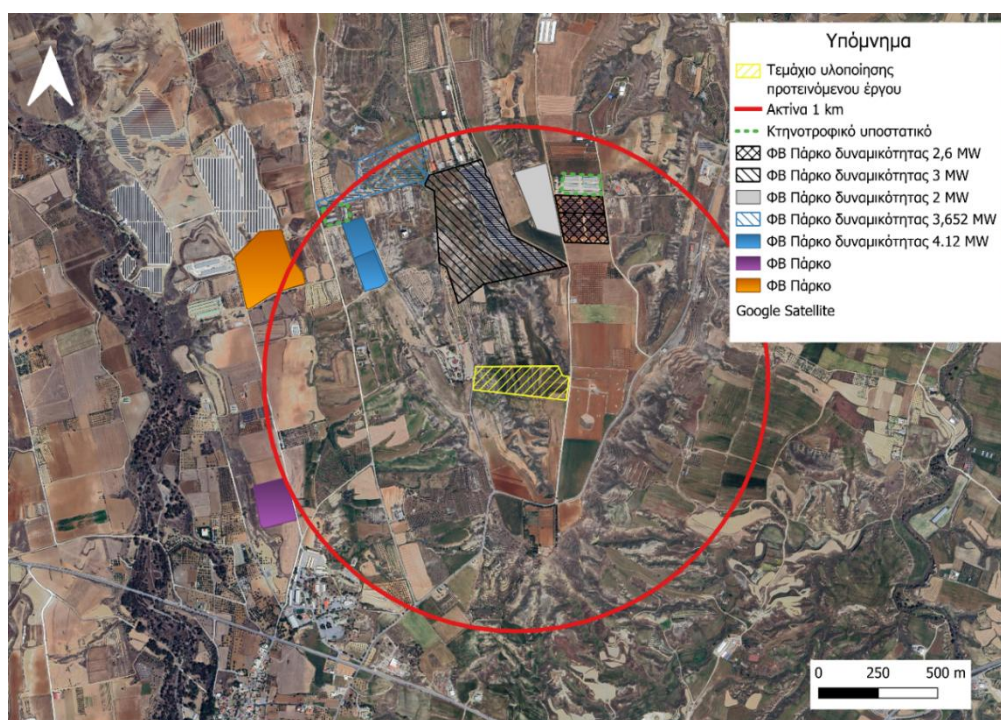 Υπόμνημα
Τεμάχιο υλοποίησης
προτεινόμενου έργου
Ακτίνα 1 km
Κτηνοτροφικό υποστατικό
ΦΒ Πάρκο δυναμικότητας 2,6 MW
ΦΒ Πάρκο δυναμικότητας 3 MW
ΦΒ Πάρκο δυναμικότητας 2 MW
ΦΒ Πάρκο δυναμικότητας 3,652 MW
ΦΒ Πάρκο δυναμικότητας 4.12 MW
ΦΒ Πάρκο
ΦΒ Πάρκο
Google Satellite
0 250 500 m